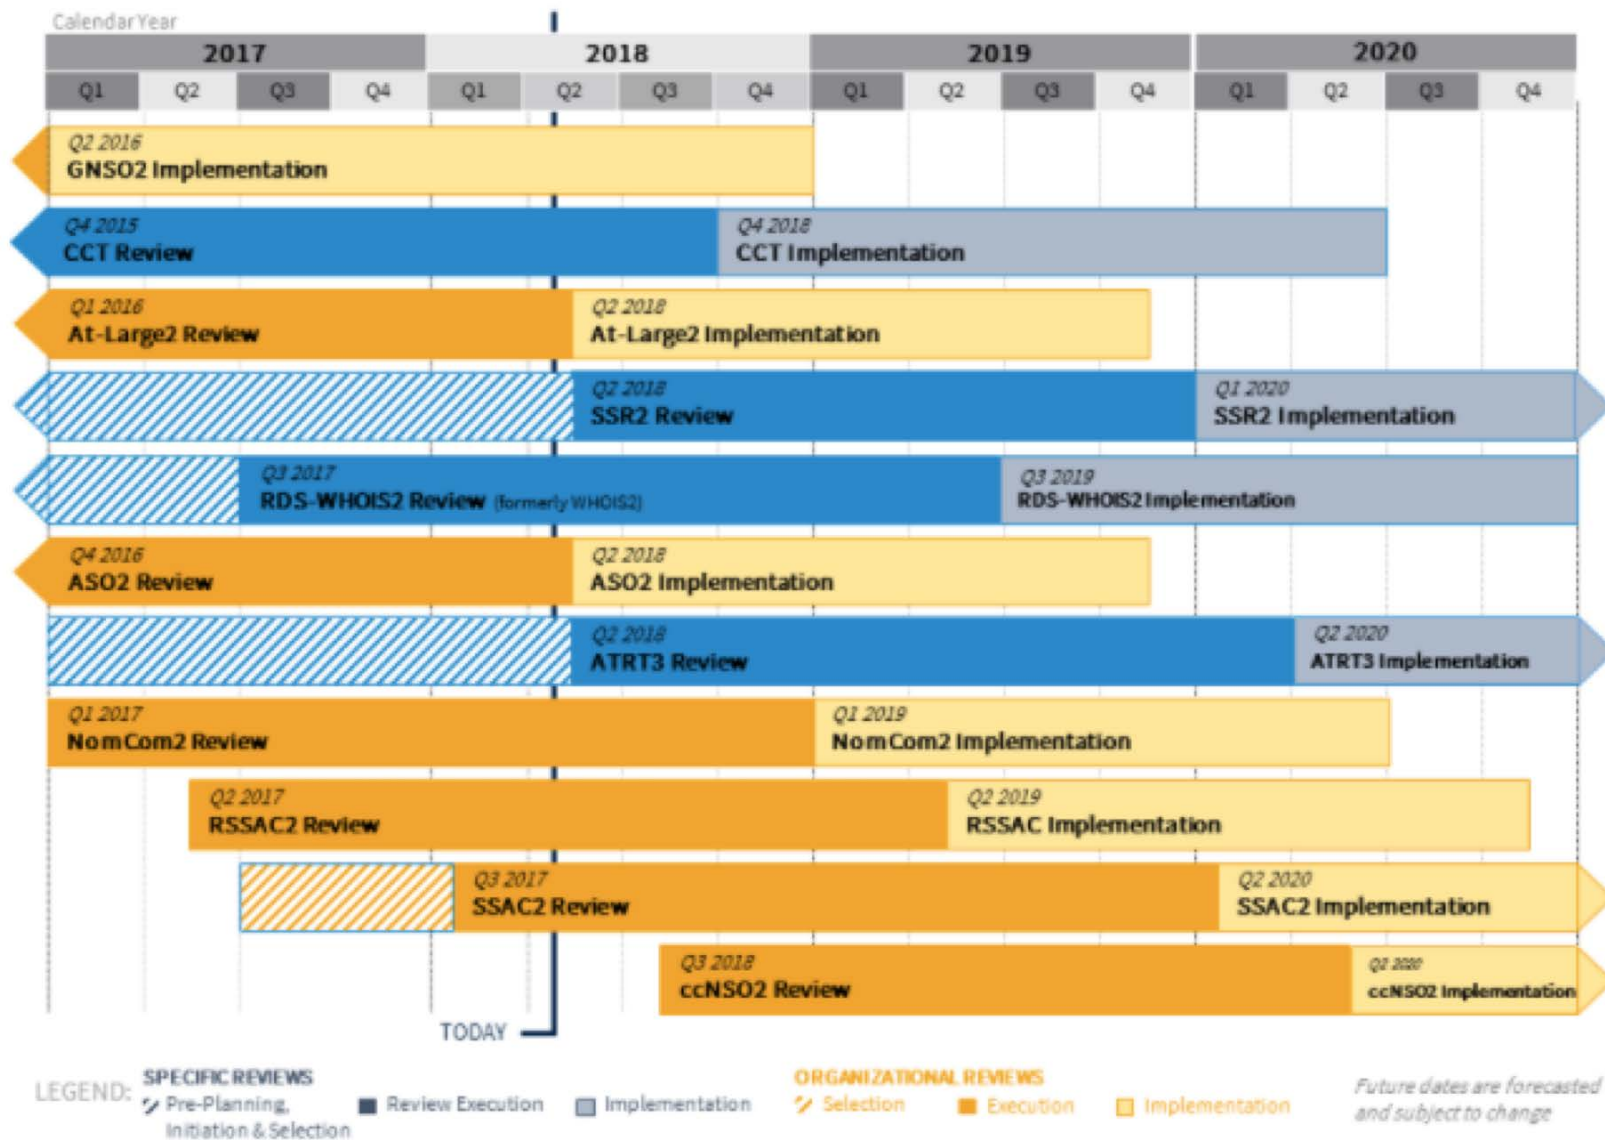 Calendar Year
2017 2018 2019 2020
Q1 Q2 Q3 Q4 Q1 Q2 Q3 Q4 Q1 Q2 Q3 Q4 Q1 Q2 Q3 Q4
Q2 2016
GNSO2 Implementation
Q4 2015 Q4 2018
CCT Review CCT Implementation
Q1 2016 Q2 2018
At-Large2 Review At-Large2 Implementation
Q2 2018 Q1 2020
SSR2 Review SSR2 Implementation
Q3 2017 Q3 2019
RDS-WHOIS2 Review (formerly WHOIS2) RDS-WHOIS2 Implementation
Q4 2016 Q2 2018
ASO2 Review ASO2 Implementation
Q2 2018 Q2 2020
ATRT3 Review ATRT3 Implementation
Q1 2017 Q1 2019
NomCom2 Review NomCom2 Implementation
Q2 2017 Q2 2019
RSSAC2 Review RSSAC Implementation
Q3 2017 Q2 2020
SSAC2 Review SSAC2 Implementation
Q3 2018 Q2 2020
ccNSO2 Review ccNSO2 Implementation
TODAY
LEGEND:
SPECIFIC REVIEWS
Pre-Planning,
Initiation & Selection
Review Execution
Implementation
ORGANIZATIONAL REVIEWS
Selection
Execution
Implementation
Future dates are forecasted
and subject to change